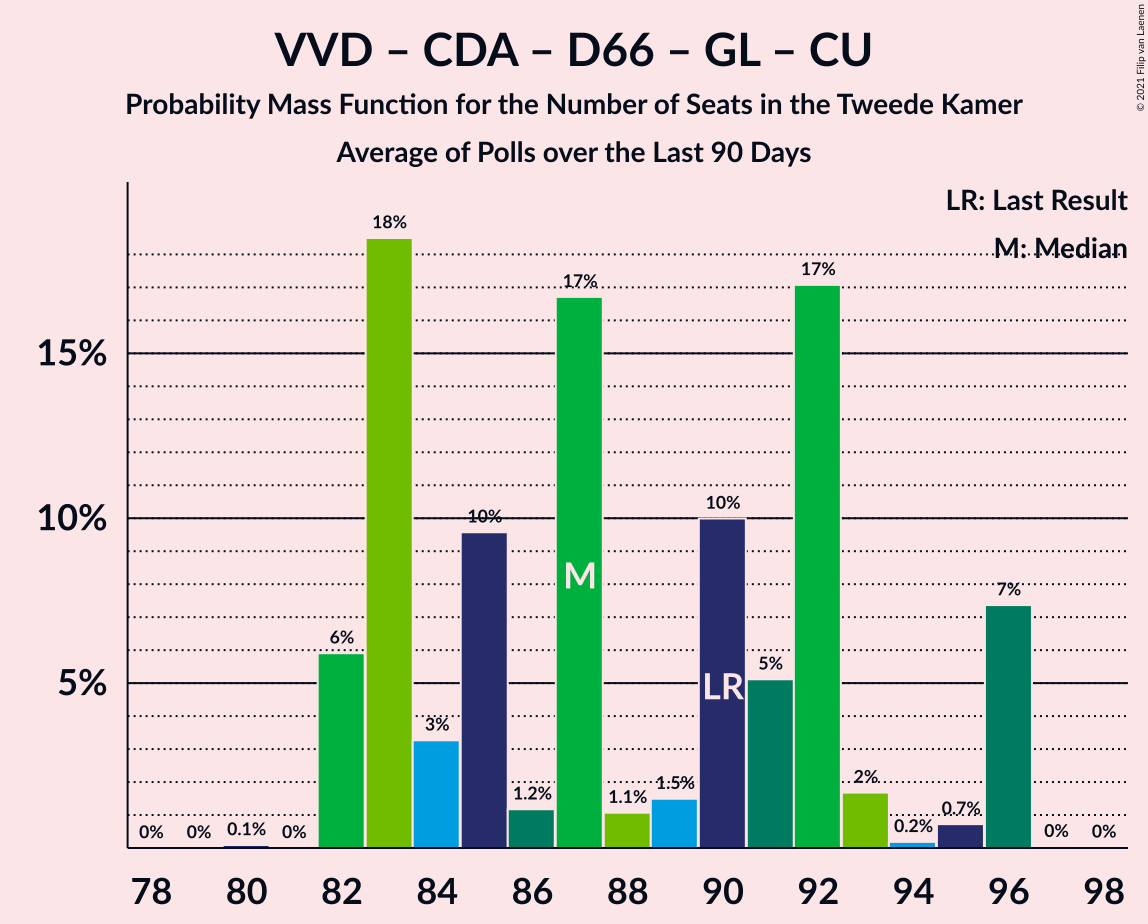 VVD – CDA – D66 – GL – CU
Probability Mass Function for the Number of Seats in the Tweede Kamer
Average of Polls over the Last 90 Days
© 2021 Filip van Laenen
LR: Last Result
M: Median
15%
10%
5%
0%
0%
0.1%
0%
6%
18%
3%
10%
1.2%
17%
1.1%
1.5%
10%
5%
17%
2%
0.2%
0.7%
7%
0%
0%
M
LR
78 80 82 84 86 88 90 92 94 96 98